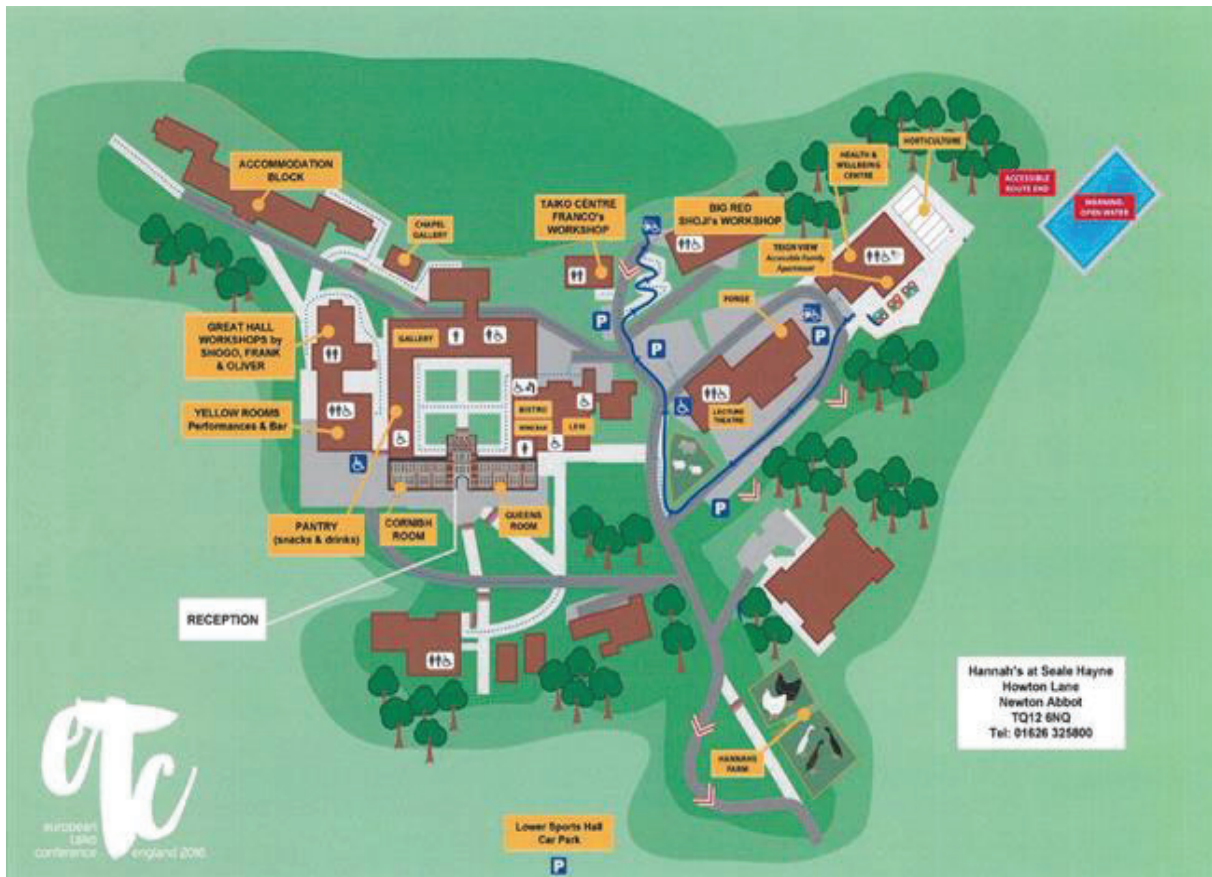 ACCOMMODATION
BLOCK
CHAPEL
GALLERY
TAIKO CENTRE
FRANCO's
WORKSHOP
BIG RED
SHOJI's WORKSHOP
HEALTH &
WELLBEING
CENTRE
HORTICULTURE
ACCESSIBLE
ROUTE END
WARNING:
OPEN WATER
TEIGN VIEW
Accessible Family
Apartment
FORGE
P
P
P
P
GREAT HALL
WORKSHOPS by
SHOGO, FRANK
& OLIVER
GALLERY
YELLOW ROOMS
Performances & Bar
BISTRO
LECTURE
THEATRE
PANTRY
(snacks & drinks)
CORNISH
ROOM
QUEENS
ROOM
RECEPTION
Hannah's at Seale Hayne
Howton Lane
Newton Abbot
TQ12 6NQ
Tel: 01626 325800
HANNAHS
FARM
eTc
european
taiko
conference
england 2016
Lower Sports Hall
Car Park
P